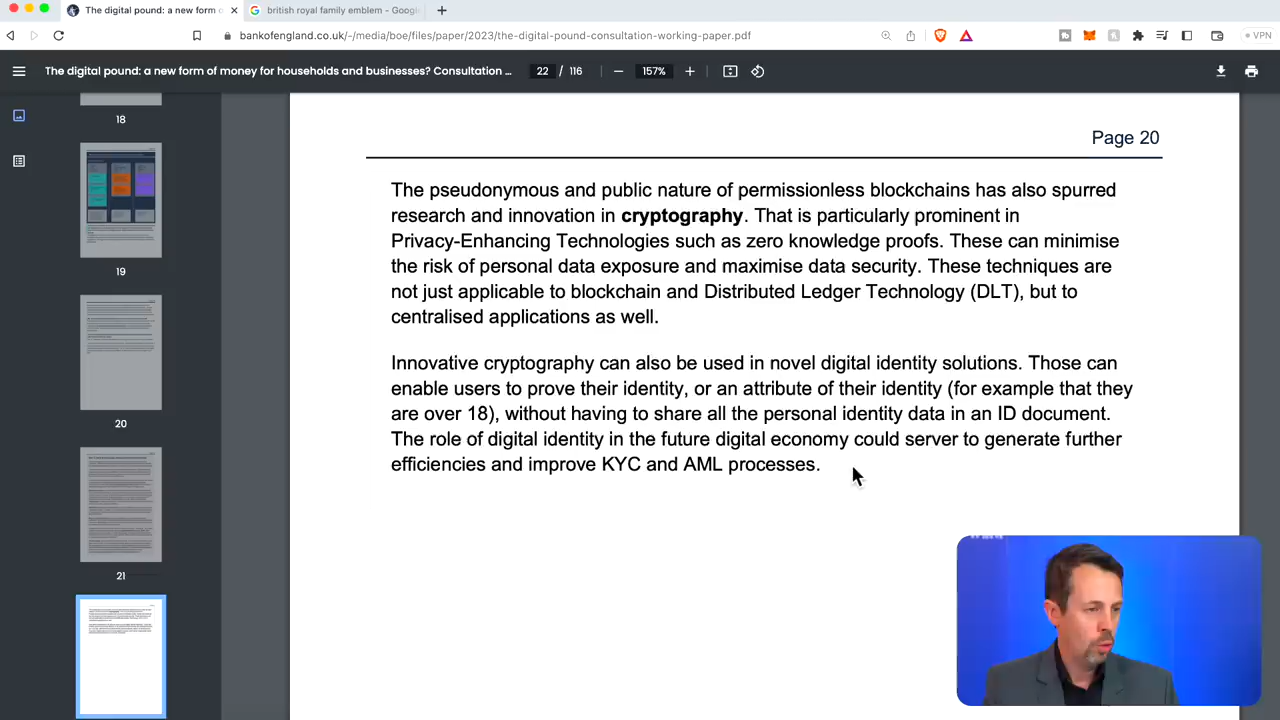 The digital pound: a new form o
british royal family emblem - Googl
bankofengland.co.uk/-/media/boe/files/paper/2023/the-digital-pound-consultation-working-paper.pdf
VPN
The digital pound: a new form of money for households and businesses? Consultation ...
22 / 116
157%
18
19
20
21
Page 20
The pseudonymous and public nature of permissionless blockchains has also spurred
research and innovation in cryptography. That is particularly prominent in
Privacy-Enhancing Technologies such as zero knowledge proofs. These can minimise
the risk of personal data exposure and maximise data security. These techniques are
not just applicable to blockchain and Distributed Ledger Technology (DLT), but to
centralised applications as well.
Innovative cryptography can also be used in novel digital identity solutions. Those can
enable users to prove their identity, or an attribute of their identity (for example that they
are over 18), without having to share all the personal identity data in an ID document.
The role of digital identity in the future digital economy could server to generate further
efficiencies and improve KYC and AML processes.